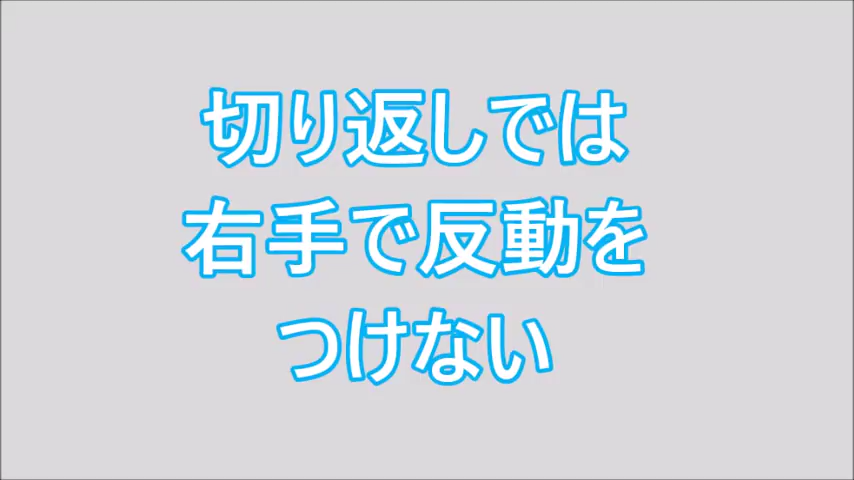 切り返しでは
右手で反動を
つけない